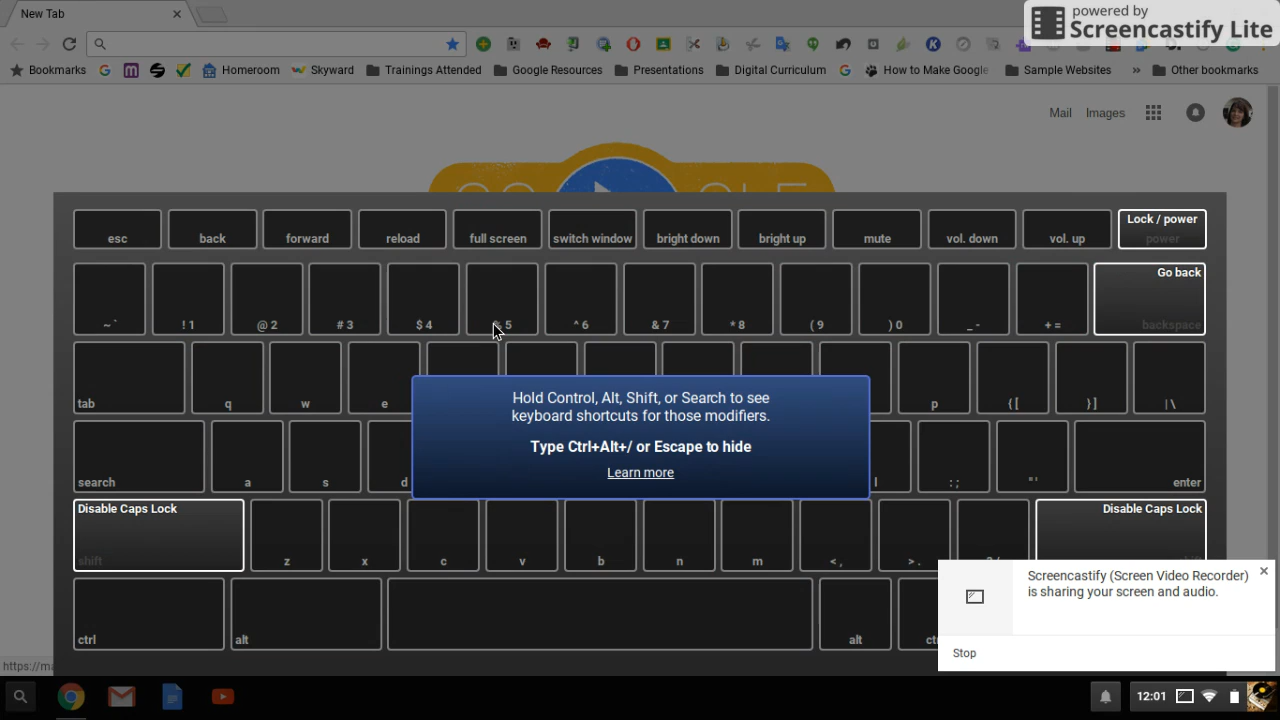 New Tab
powered by
Screencastify Lite
Bookmarks Homeroom Skyward Trainings Attended Google Resources Presentations Digital Curriculum How to Make Google Sample Websites » Other bookmarks
Mail Images
esc back forward reload full screen switch window bright down bright up mute vol. down vol. up Lock / power
power
Go back
~ ` ! 1 @ 2 # 3 $ 4 % 5 ^ 6 & 7 * 8 ( 9 ) 0 _ - + = backspace
tab q w e p { [ } ] | \
Hold Control, Alt, Shift, or Search to see
keyboard shortcuts for those modifiers.
Type Ctrl+Alt+/ or Escape to hide
Learn more
search a s d l : ; " ' enter
Disable Caps Lock Disable Caps Lock
shift z x c v b n m < , > .
Screencastify (Screen Video Recorder)
is sharing your screen and audio.
Stop
ctrl alt alt
https://ma
12:01